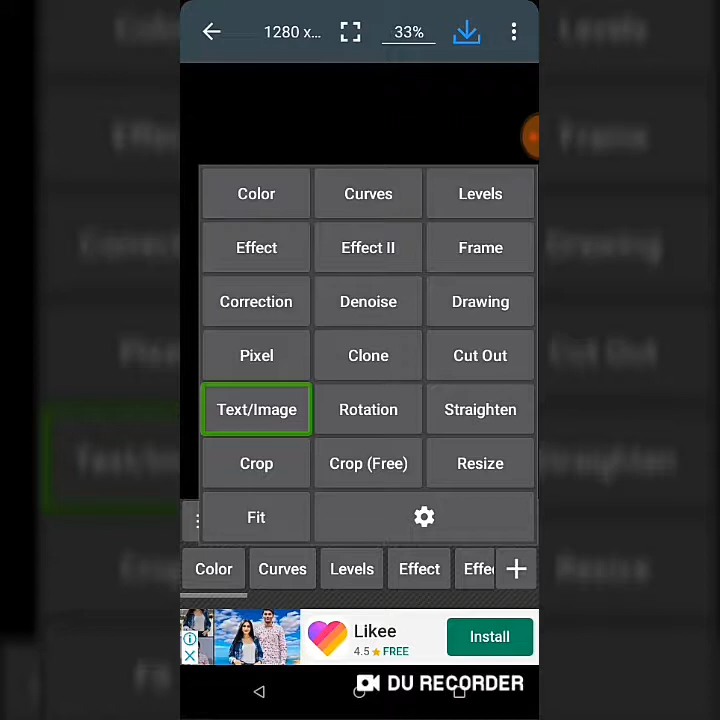 1280 x... 33%
Color Curves Levels
Effect Effect II Frame
Correction Denoise Drawing
Pixel Clone Cut Out
Text/Image Rotation Straighten
Crop Crop (Free) Resize
Fit
Color Curves Levels Effect Effe
Likee
4.5 ★ FREE
Install
DU RECORDER